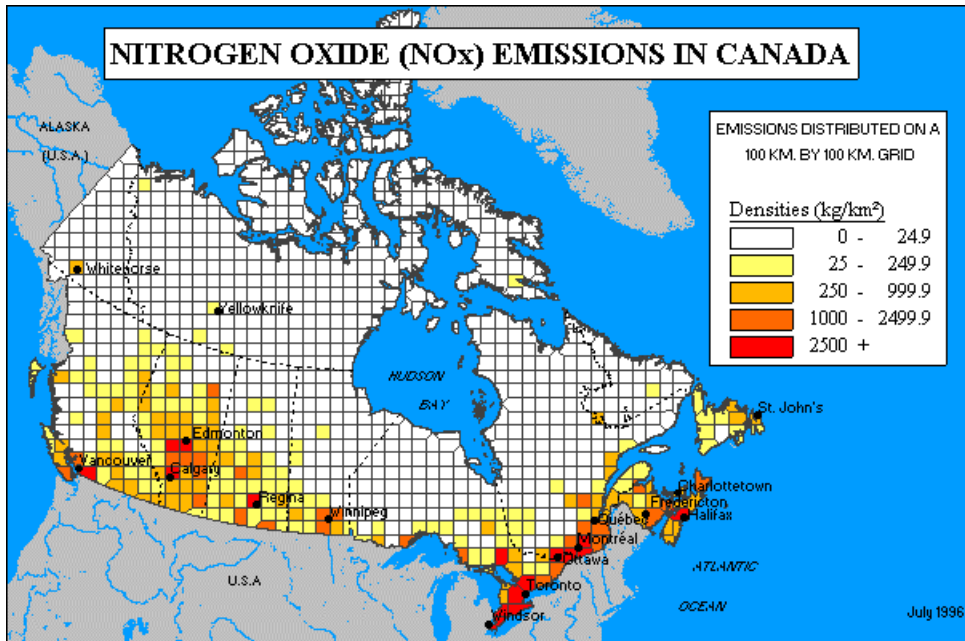 NITROGEN OXIDE (NOx) EMISSIONS IN CANADA
ALASKA
(U.S.A.)
EMISSIONS DISTRIBUTED ON A
100 KM. BY 100 KM. GRID
Densities (kg/km²)
0 - 24.9
25 - 249.9
250 - 999.9
1000 - 2499.9
2500 +
Whitehorse
Yellowknife
HUDSON
BAY
St. John's
Edmonton
Vancouver
Calgary
Charlottetown
Regina
Fredericton
Winnipeg
Québec
Halifax
Montréal
Ottawa
ATLANTIC
U.S.A
Toronto
OCEAN
Windsor
July 1996